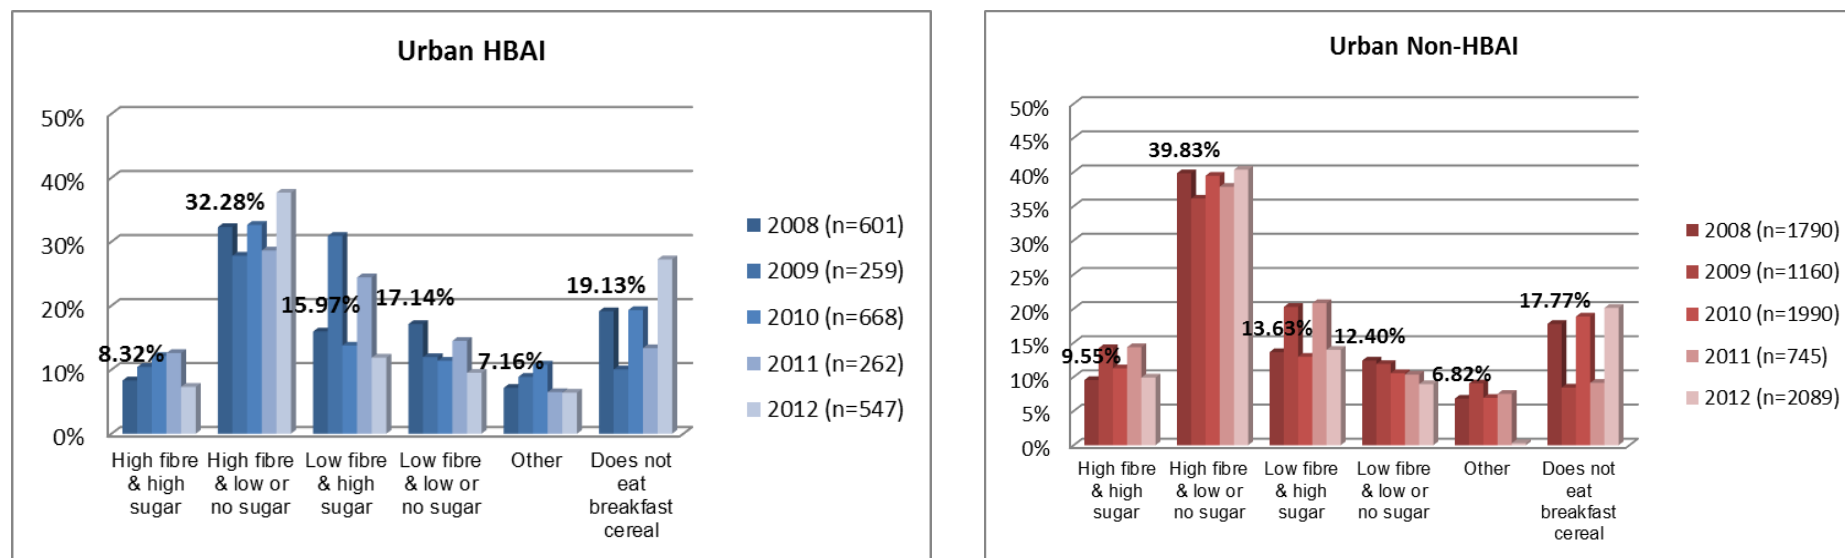 Urban HBAI
50%
40%
30%
20%
10%
0%
8.32%
32.28%
15.97%
17.14%
7.16%
19.13%
High fibre
& high
sugar
High fibre
& low or
no sugar
Low fibre
& high
sugar
Low fibre
& low or
no sugar
Other
Does not
eat
breakfast
cereal
2008 (n=601)
2009 (n=259)
2010 (n=668)
2011 (n=262)
2012 (n=547)
Urban Non-HBAI
50%
45%
40%
35%
30%
25%
20%
15%
10%
5%
0%
9.55%
39.83%
13.63%
12.40%
6.82%
17.77%
High fibre
& high
sugar
High fibre
& low or
no sugar
Low fibre
& high
sugar
Low fibre
& low or
no sugar
Other
Does not
eat
breakfast
cereal
2008 (n=1790)
2009 (n=1160)
2010 (n=1990)
2011 (n=745)
2012 (n=2089)